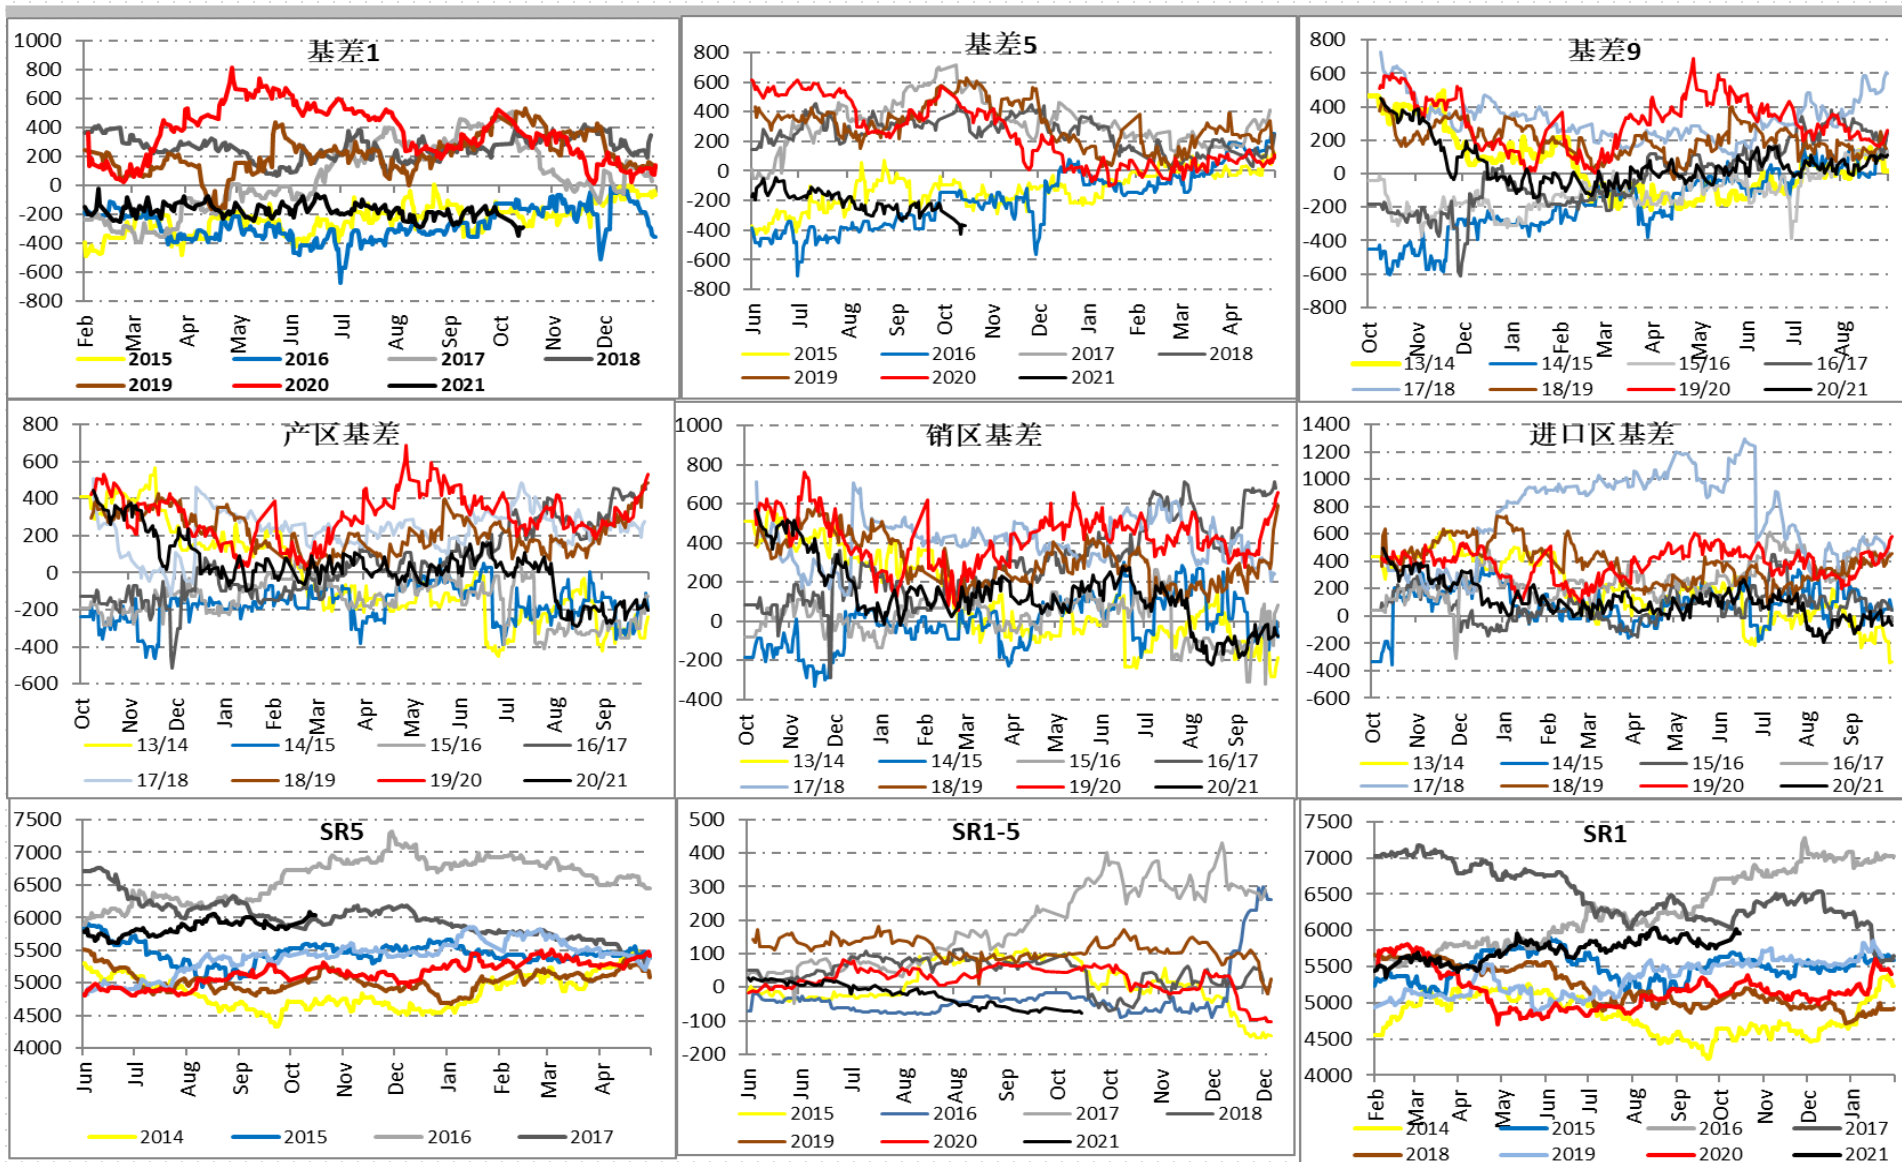 基差1
1000
800
600
400
200
0
-200
-400
-600
-800
Feb Mar Apr May Jun Jul Aug Sep Oct Nov Dec
2015 2016 2017 2018
2019 2020 2021
基差5
800
600
400
200
0
-200
-400
-600
-800
Jun Jul Aug Sep Oct Nov Dec Jan Feb Mar Apr
2015 2016 2017 2018
2019 2020 2021
基差9
800
600
400
200
0
-200
-400
-600
-800
Oct Nov Dec Jan Feb Mar Apr May Jun Jul Aug
13/14 14/15 15/16 16/17
17/18 18/19 19/20 20/21
产区基差
800
600
400
200
0
-200
-400
-600
Oct Nov Dec Jan Feb Mar Apr May Jun Jul Aug Sep
13/14 14/15 15/16 16/17
17/18 18/19 19/20 20/21
销区基差
1000
800
600
400
200
0
-200
-400
Oct Nov Dec Jan Feb Mar Apr May Jun Jul Aug Sep
13/14 14/15 15/16 16/17
17/18 18/19 19/20 20/21
进口区基差
1400
1200
1000
800
600
400
200
0
-200
-400
-600
Oct Nov Dec Jan Feb Mar Apr May Jun Jul Aug Sep
13/14 14/15 15/16 16/17
17/18 18/19 19/20 20/21
SR5
7500
7000
6500
6000
5500
5000
4500
4000
Jun Jul Aug Sep Oct Nov Dec Jan Feb Mar Apr
2014 2015 2016 2017
SR1-5
500
400
300
200
100
0
-100
-200
Jun Jun Jul Aug Aug Sep Oct Oct Nov Dec Dec
2015 2016 2017 2018
2019 2020 2021
SR1
7500
7000
6500
6000
5500
5000
4500
4000
Feb Mar Apr May Jun Jul Aug Sep Oct Nov Dec Jan
2014 2015 2016 2017
2018 2019 2020 2021